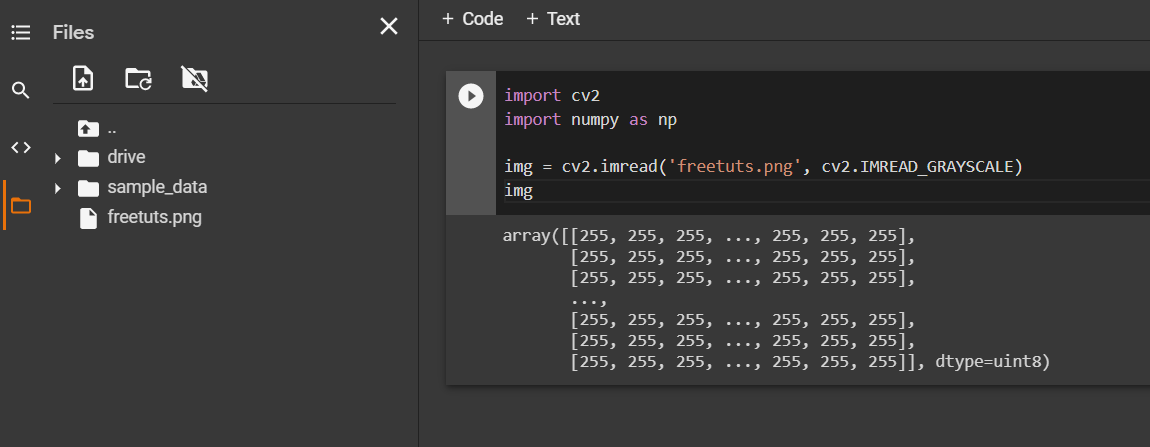 Files
..
drive
sample_data
freetuts.png
+ Code + Text
import cv2
import numpy as np
img = cv2.imread('freetuts.png', cv2.IMREAD_GRAYSCALE)
img
array([[255, 255, 255, ..., 255, 255, 255],
[255, 255, 255, ..., 255, 255, 255],
[255, 255, 255, ..., 255, 255, 255],
...,
[255, 255, 255, ..., 255, 255, 255],
[255, 255, 255, ..., 255, 255, 255],
[255, 255, 255, ..., 255, 255, 255]], dtype=uint8)